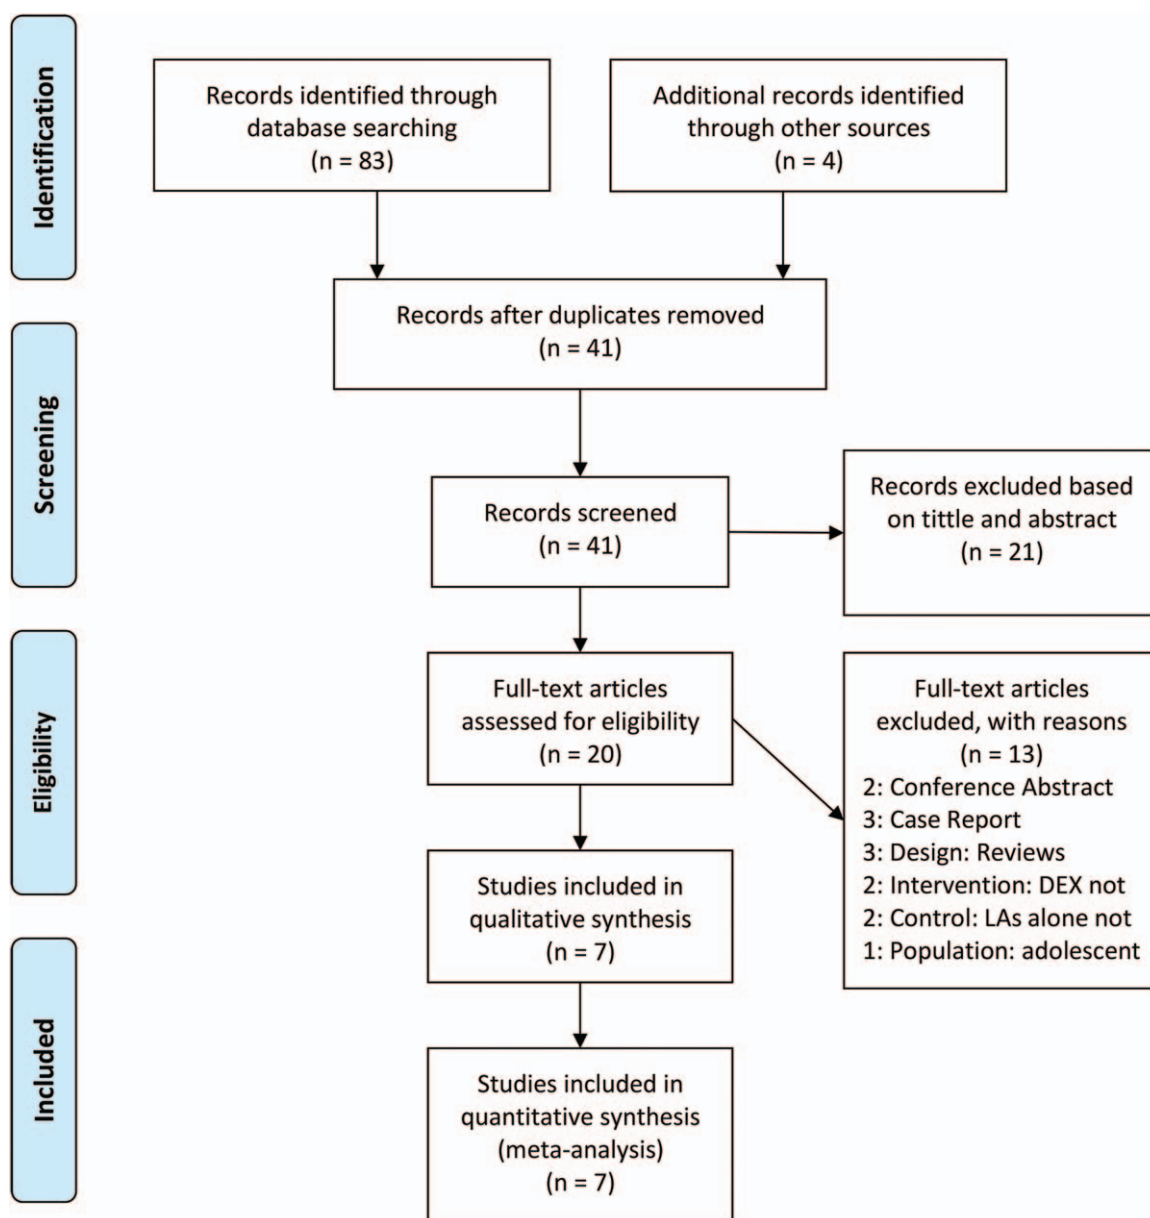 Identification
Records identified through
database searching
(n = 83)
Additional records identified
through other sources
(n = 4)
Records after duplicates removed
(n = 41)
Screening
Records screened
(n = 41)
Records excluded based
on tittle and abstract
(n = 21)
Eligibility
Full-text articles
assessed for eligibility
(n = 20)
Full-text articles
excluded, with reasons
(n = 13)
2: Conference Abstract
3: Case Report
3: Design: Reviews
2: Intervention: DEX not
2: Control: LAs alone not
1: Population: adolescent
Studies included in
qualitative synthesis
(n = 7)
Included
Studies included in
quantitative synthesis
(meta-analysis)
(n = 7)